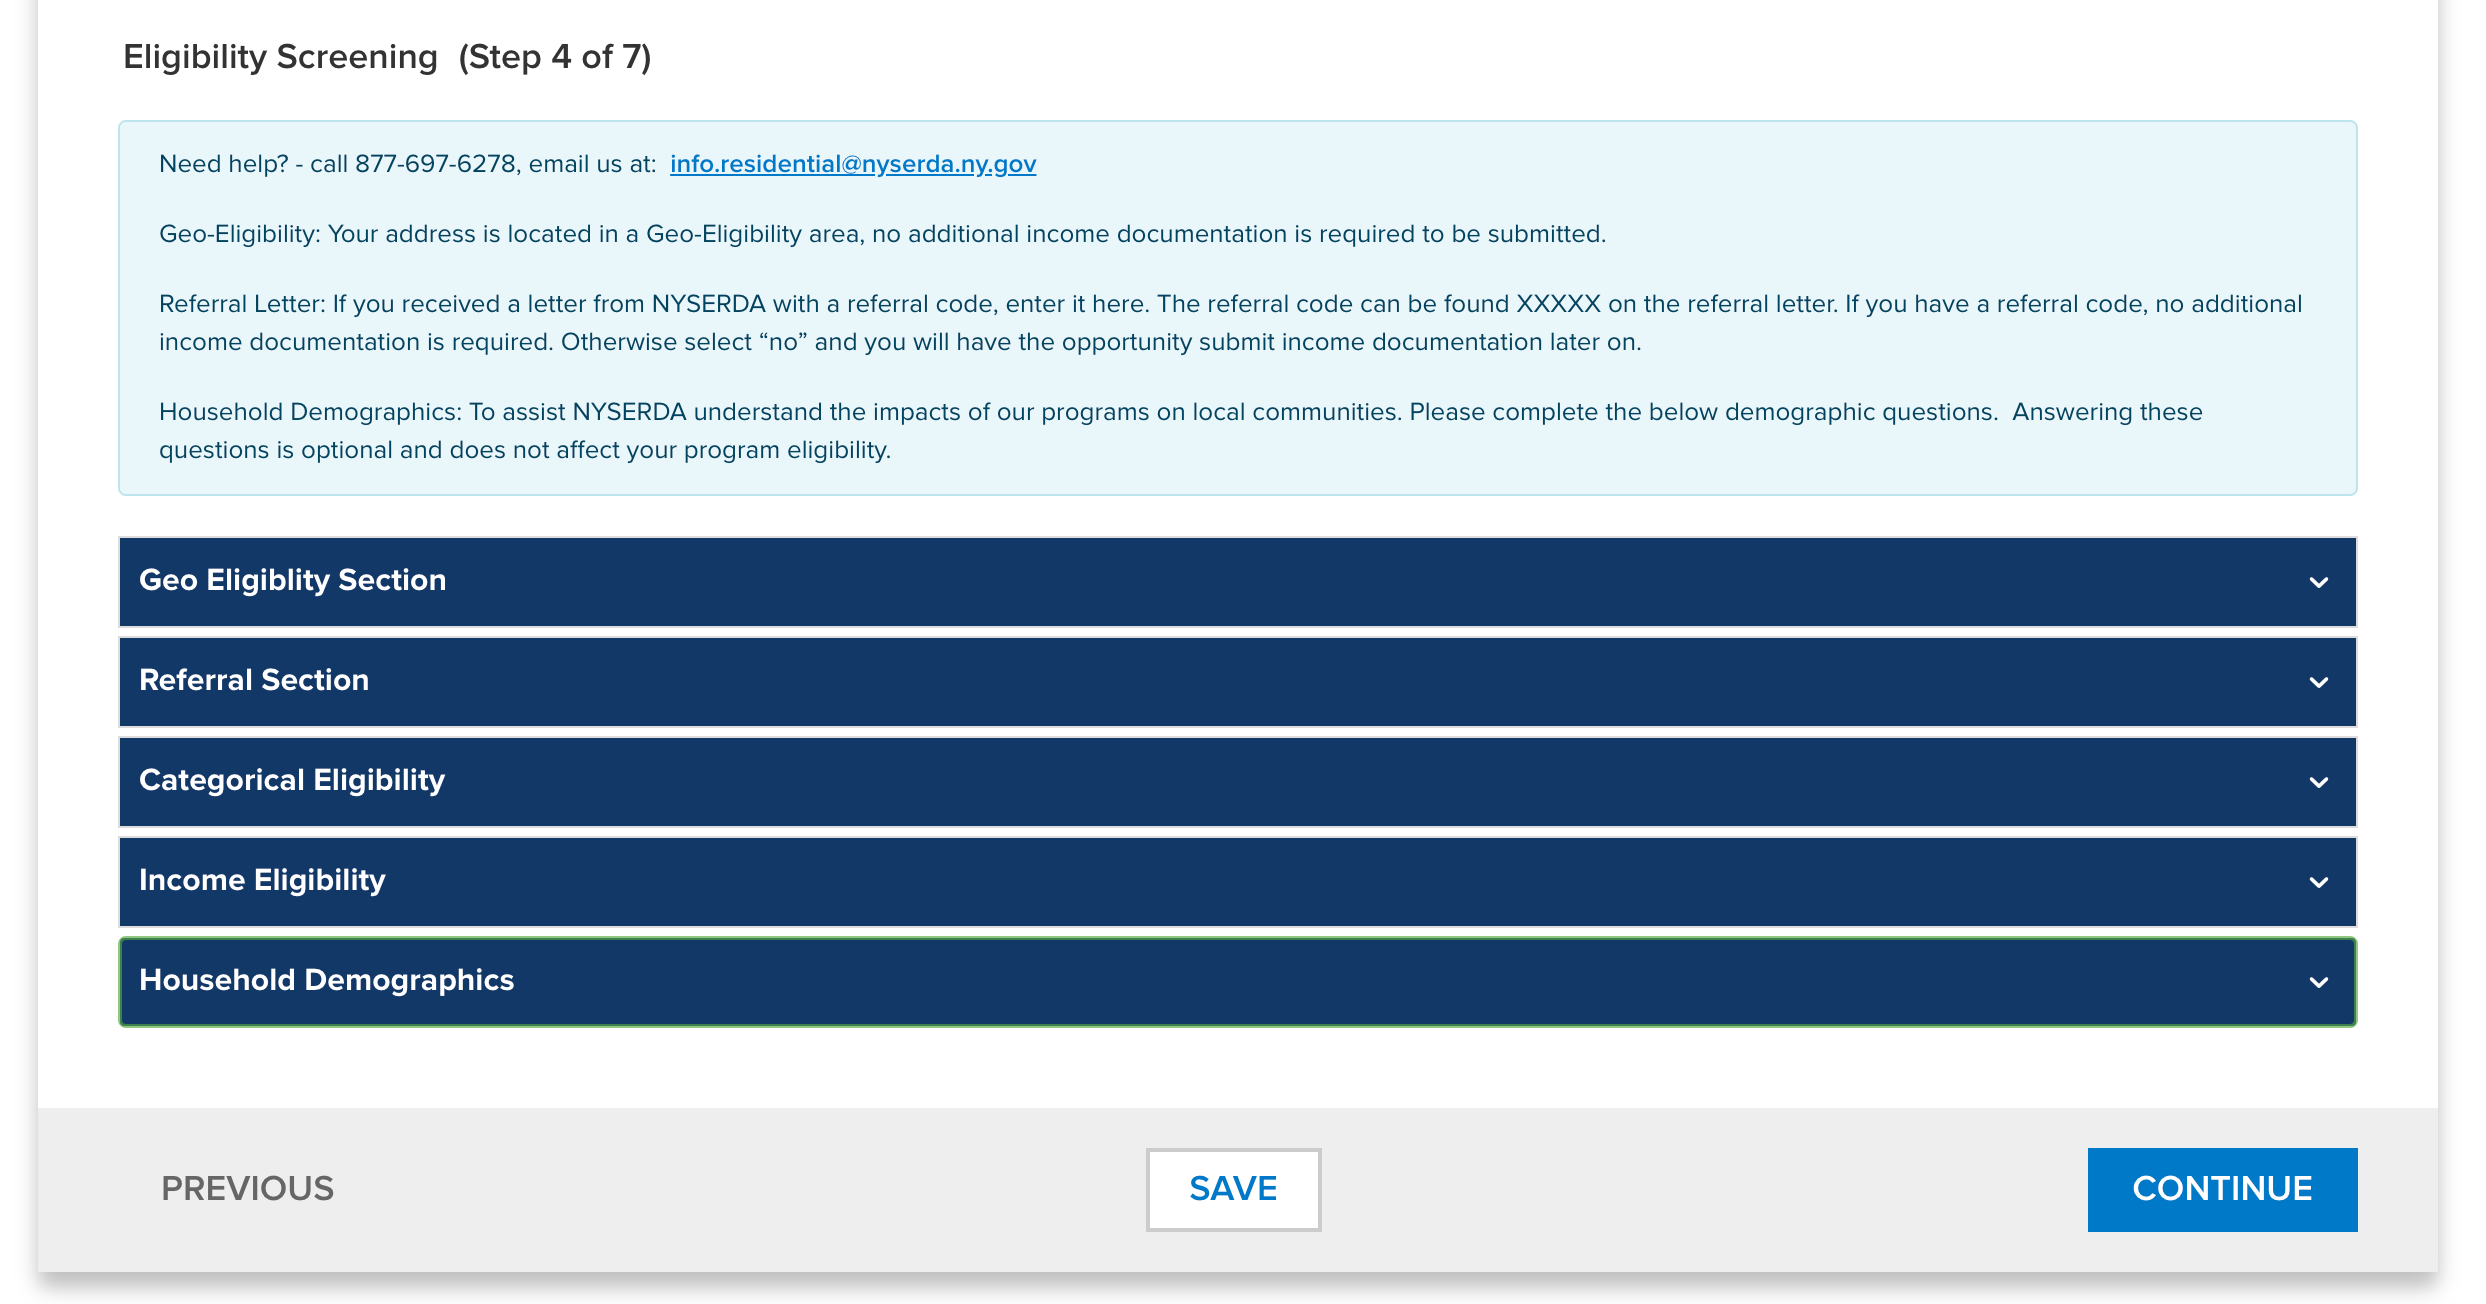 Eligibility Screening  (Step 4 of 7)
Need help? - call 877-697-6278, email us at:  info.residential@nyserda.ny.gov
Geo-Eligibility: Your address is located in a Geo-Eligibility area, no additional income documentation is required to be submitted.
Referral Letter: If you received a letter from NYSERDA with a referral code, enter it here. The referral code can be found XXXXX on the referral letter. If you have a referral code, no additional
income documentation is required. Otherwise select “no” and you will have the opportunity submit income documentation later on.
Household Demographics: To assist NYSERDA understand the impacts of our programs on local communities. Please complete the below demographic questions.  Answering these
questions is optional and does not affect your program eligibility.
Geo Eligiblity Section
Referral Section
Categorical Eligibility
Income Eligibility
Household Demographics
PREVIOUS SAVE CONTINUE